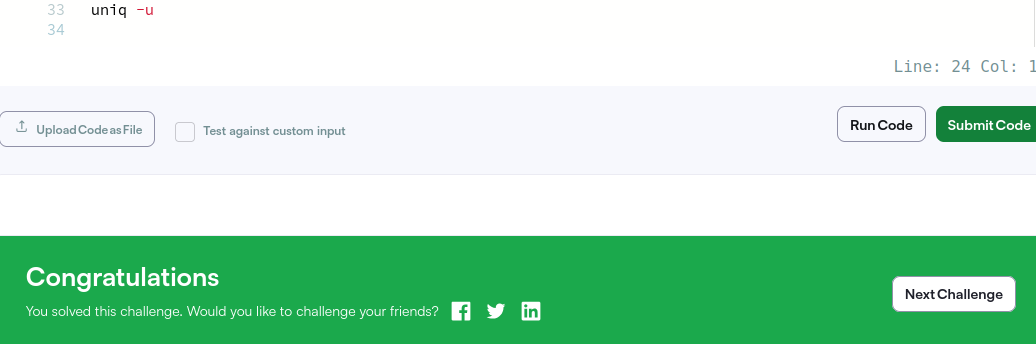 33 uniq -u
34
Line: 24 Col: 1
Upload Code as File
Test against custom input
Run Code
Submit Code
Congratulations
You solved this challenge. Would you like to challenge your friends?
Next Challenge